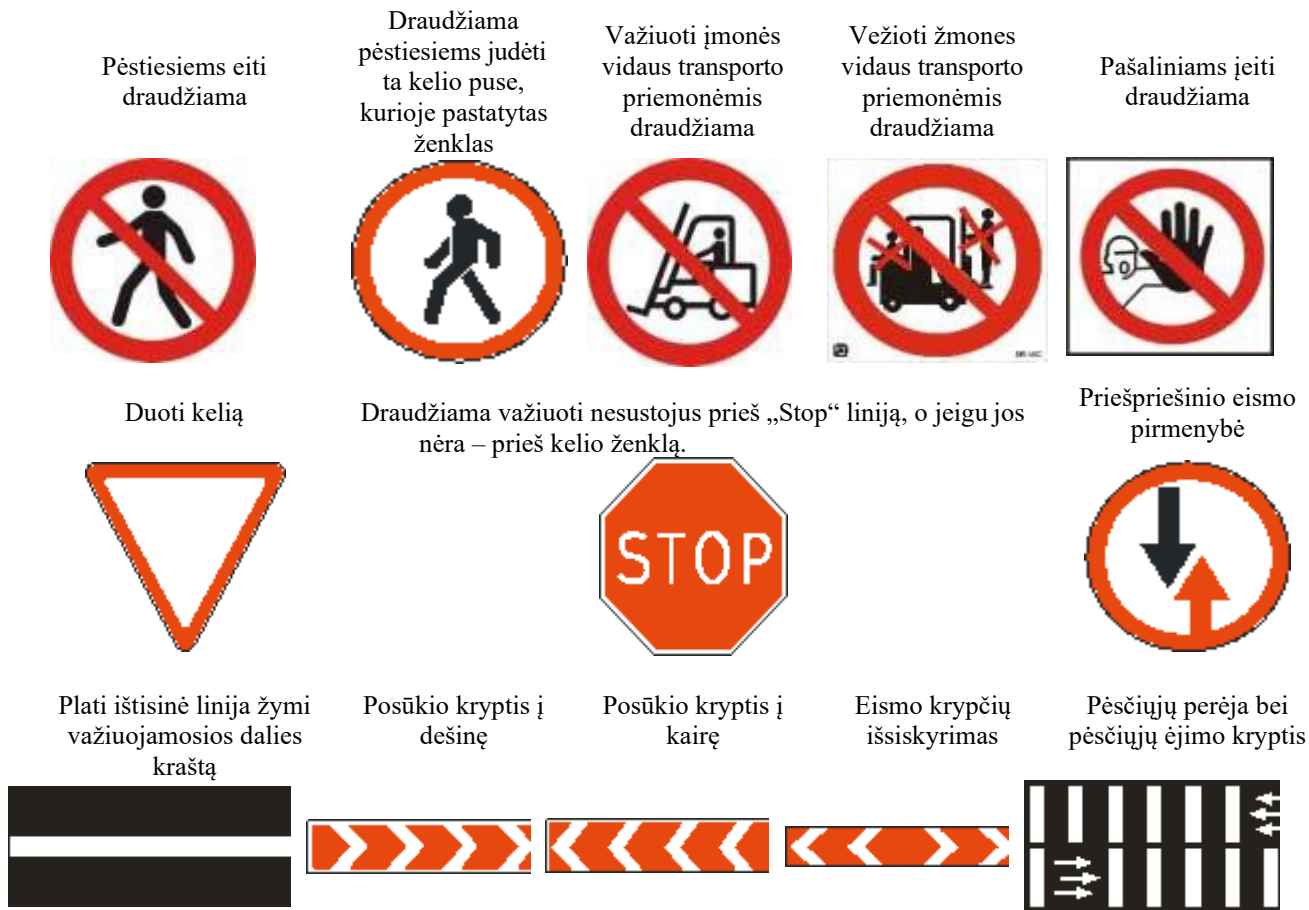 Pėstiesiems eiti
draudžiama
Draudžiama
pėstiesiems judėti
ta kelio puse,
kurioje pastatytas
ženklas
Važiuoti įmonės
vidaus transporto
priemonėmis
draudžiama
Vežioti žmones
vidaus transporto
priemonėmis
draudžiama
Pašaliniams įeiti
draudžiama
Duoti kelią
Draudžiama važiuoti nesustojus prieš „Stop“ liniją, o jeigu jos
nėra – prieš kelio ženklą.
STOP
Priešpriešinio eismo
pirmenybė
Plati ištisinė linija žymi
važiuojamosios dalies
kraštą
Posūkio kryptis į
dešinę
Posūkio kryptis į
kairę
Eismo krypčių
išsiskyrimas
Pėsčiųjų perėja bei
pėsčiųjų ėjimo kryptis